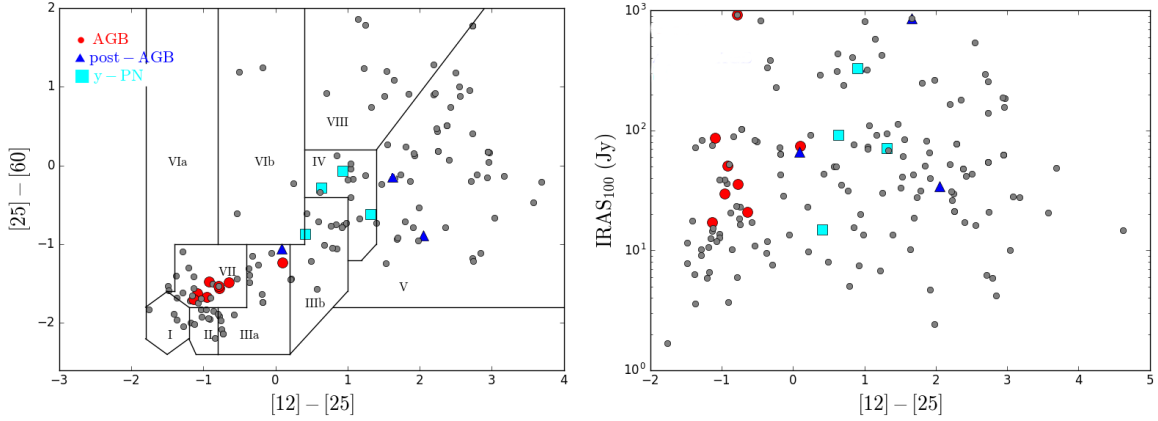 2
1
0
−1
−2
[25] − [60]
AGB
post − AGB
y − PN
VIa
VIb
VIII
IV
VII
V
I
II
IIIa
IIIb
−3
−2
−1
0
1
2
3
4
[12] − [25]
10³
10²
10¹
10⁰
IRAS₁₀₀ (Jy)
−2
−1
0
1
2
3
4
5
[12] − [25]